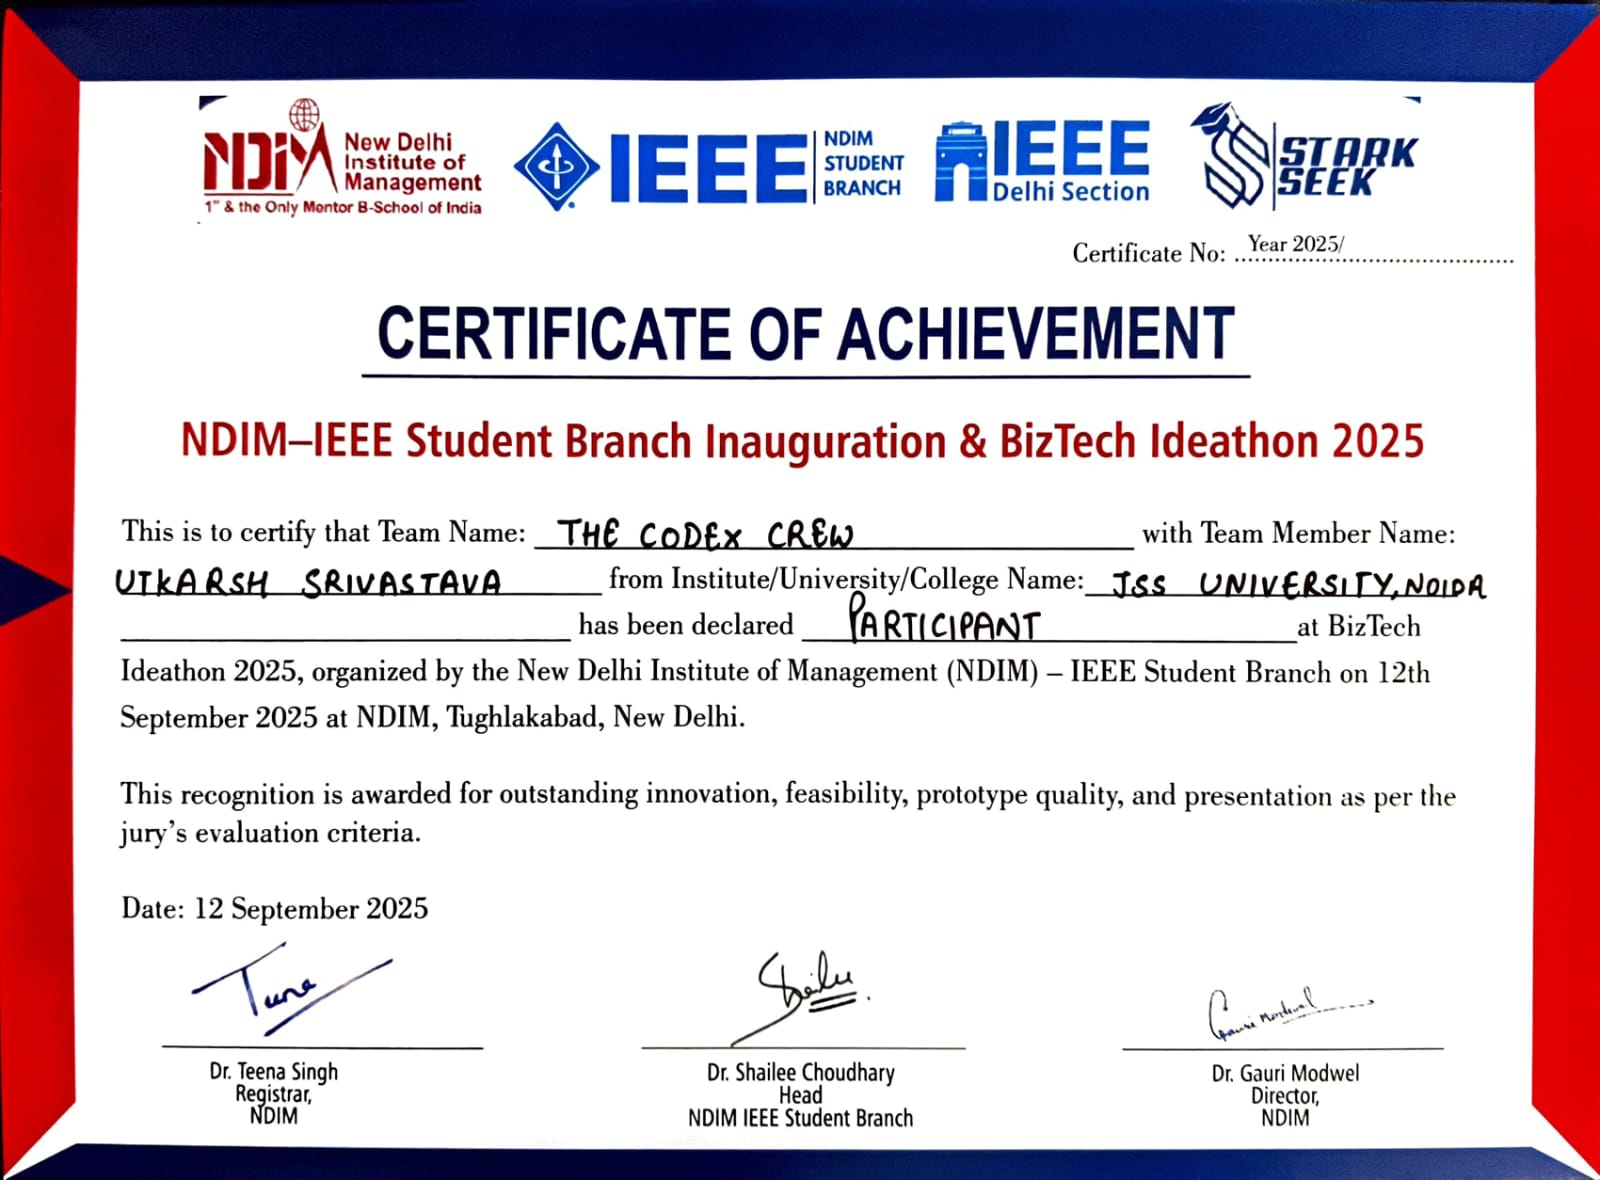 NDIM New Delhi Institute of Management
1st & the Only Mentor B-School of India
IEEE NDIM STUDENT BRANCH
IEEE Delhi Section
STARK SEEK
Certificate No: Year 2025/
CERTIFICATE OF ACHIEVEMENT
NDIM–IEEE Student Branch Inauguration & BizTech Ideathon 2025
This is to certify that Team Name: THE CODEX CREW with Team Member Name:
UTKARSH SRIVASTAVA from Institute/University/College Name: JSS UNIVERSITY, NOIDA
has been declared PARTICIPANT at BizTech
Ideathon 2025, organized by the New Delhi Institute of Management (NDIM) – IEEE Student Branch on 12th
September 2025 at NDIM, Tughlakabad, New Delhi.
This recognition is awarded for outstanding innovation, feasibility, prototype quality, and presentation as per the
jury's evaluation criteria.
Date: 12 September 2025
Gauri Modwel
Dr. Teena Singh
Registrar,
NDIM
Dr. Shailee Choudhary
Head
NDIM IEEE Student Branch
Dr. Gauri Modwel
Director,
NDIM